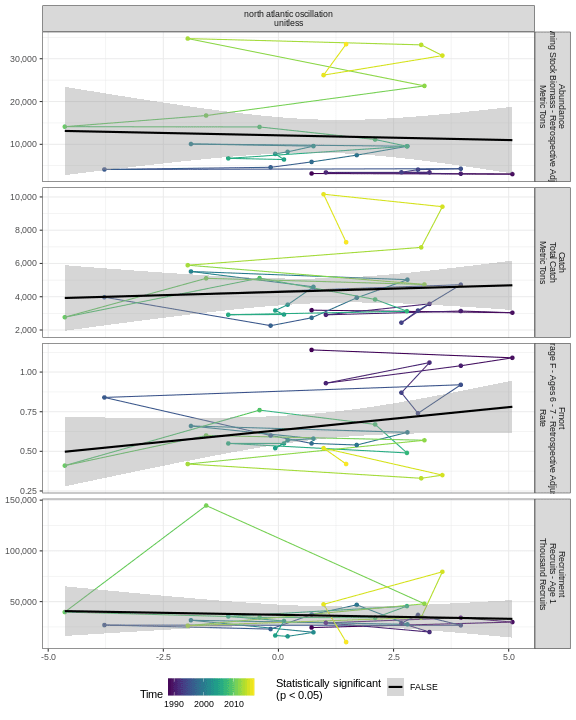 north atlantic oscillation
unitless
30,000
20,000
10,000
Abundance
Stock Biomass - Retrospective
Metric Tons
10,000
8,000
6,000
4,000
2,000
Catch
Total Catch
Metric Tons
1.00
0.75
0.50
0.25
Fmort
F - Ages 6 - 7 - Retrospective
Rate
150,000
100,000
50,000
Recruitment
Recruits - Age 1
Thousand Recruits
-5.0
-2.5
0.0
2.5
5.0
Time
1990 2000 2010
Statistically significant
(p < 0.05)
FALSE